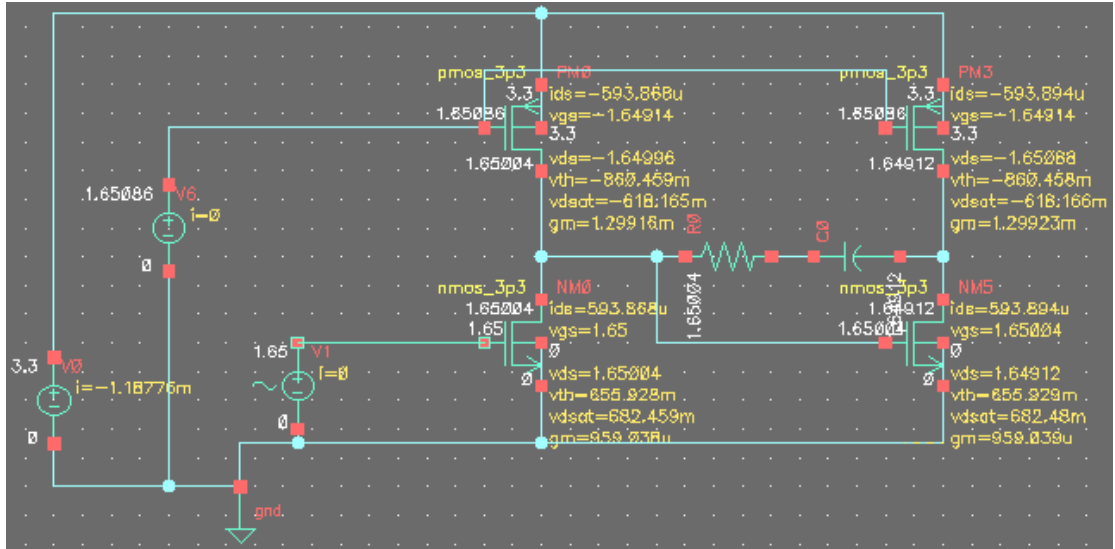 pmos_3p3
PM0
3.3
ids=-593.868u
vgs=-1.64914
1.65086
3.3
1.65004
vds=-1.64996
vth=-860.459m
vdsat=-618.165m
gm=1.29916m
pmos_3p3
PM3
3.3
ids=-593.894u
vgs=-1.64914
1.65086
3.3
1.64912
vds=-1.65088
vth=-860.458m
vdsat=-618.166m
gm=1.29923m
1.65086
V6
i=0
0
R0
1.65004
C0
1.64912
nmos_3p3
NM0
1.65004
ids=593.868u
1.65
vgs=1.65
0
0
vds=1.65004
vth=655.928m
vdsat=682.459m
gm=959.038u
nmos_3p3
NM5
1.64912
ids=593.894u
1.65004
vgs=1.65004
0
0
vds=1.64912
vth=655.929m
vdsat=682.48m
gm=959.039u
1.65
V1
i=0
0
3.3
V0
i=-1.18776m
0
gnd